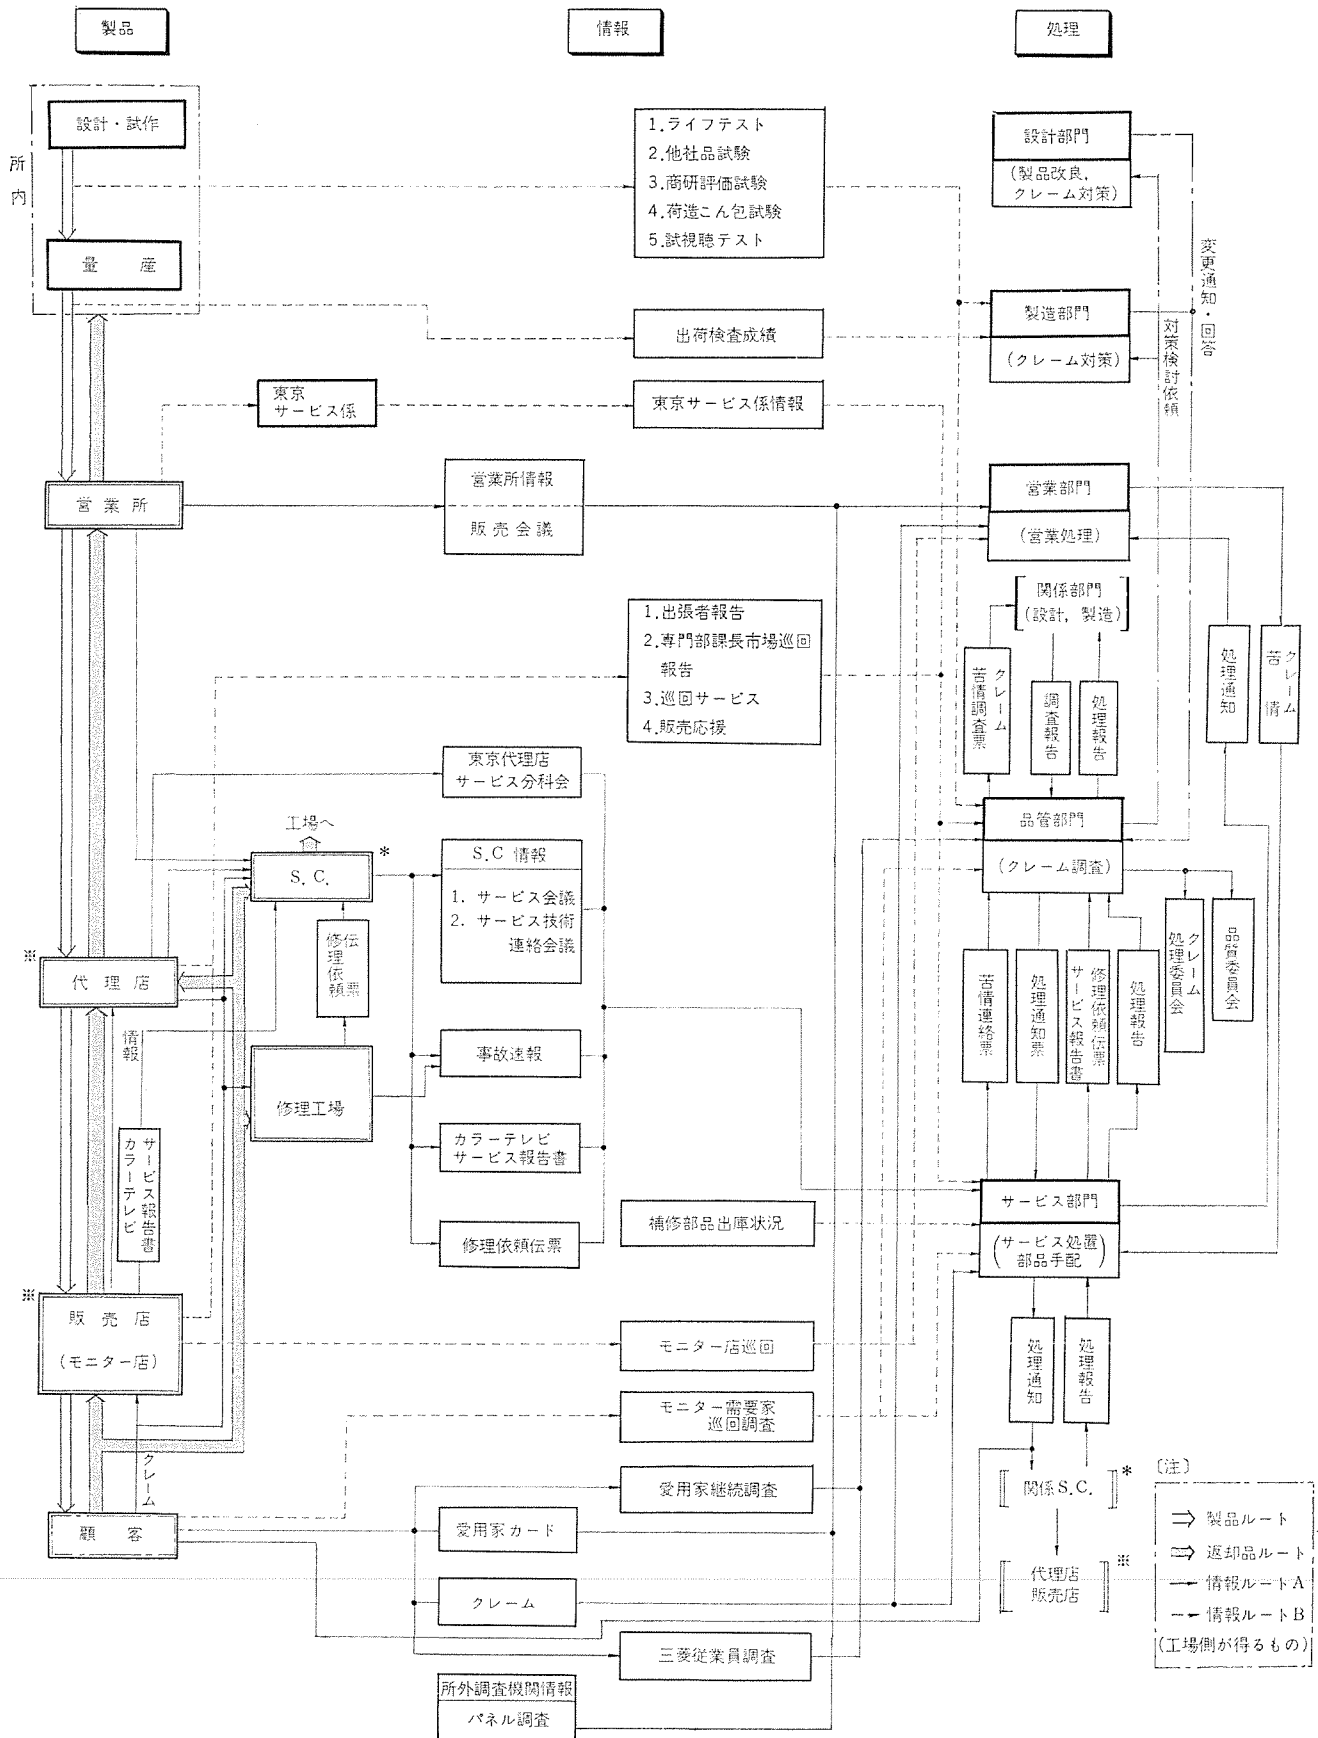 製品
情報
処理
所内
設計・試作
量産
1.ライフテスト
2.他社品試験
3.商研評価試験
4.荷造こん包試験
5.試視聴テスト
設計部門
(製品改良,
クレーム対策)
変更通知・回答
対策検討依頼
出荷検査成績
製造部門
(クレーム対策)
東京
サービス係
東京サービス係情報
営業所
営業所情報
販売会議
営業部門
(営業処理)
1.出張者報告
2.専門部課長市場巡回
報告
3.巡回サービス
4.販売応援
関係部門
(設計, 製造)
クレーム
苦情調査票
調査報告
処理報告
処理通知
クレーム
苦情
東京代理店
サービス分科会
品管部門
(クレーム調査)
工場へ
S.C.
*
S.C 情報
1. サービス会議
2. サービス技術
連絡会議
修理依頼
伝票
※
代理店
情報
苦情連絡票
処理通知票
修理依頼伝票
サービス報告書
処理報告
クレーム
処理委員会
品質委員会
事故速報
修理工場
サービス報告書
カラーテレビ
カラーテレビ
サービス報告書
修理依頼伝票
補修部品出庫状況
サービス部門
(サービス処置
部品手配)
※
販売店
(モニター店)
モニター店巡回
処理通知
処理報告
モニター需要家
巡回調査
クレーム
愛用家継続調査
関係S.C.
*
顧客
愛用家カード
クレーム
代理店
販売店
※
三菱従業員調査
所外調査機関情報
パネル調査
〔注〕
製品ルート
返却品ルート
情報ルートA
情報ルートB
(工場側が得るもの)